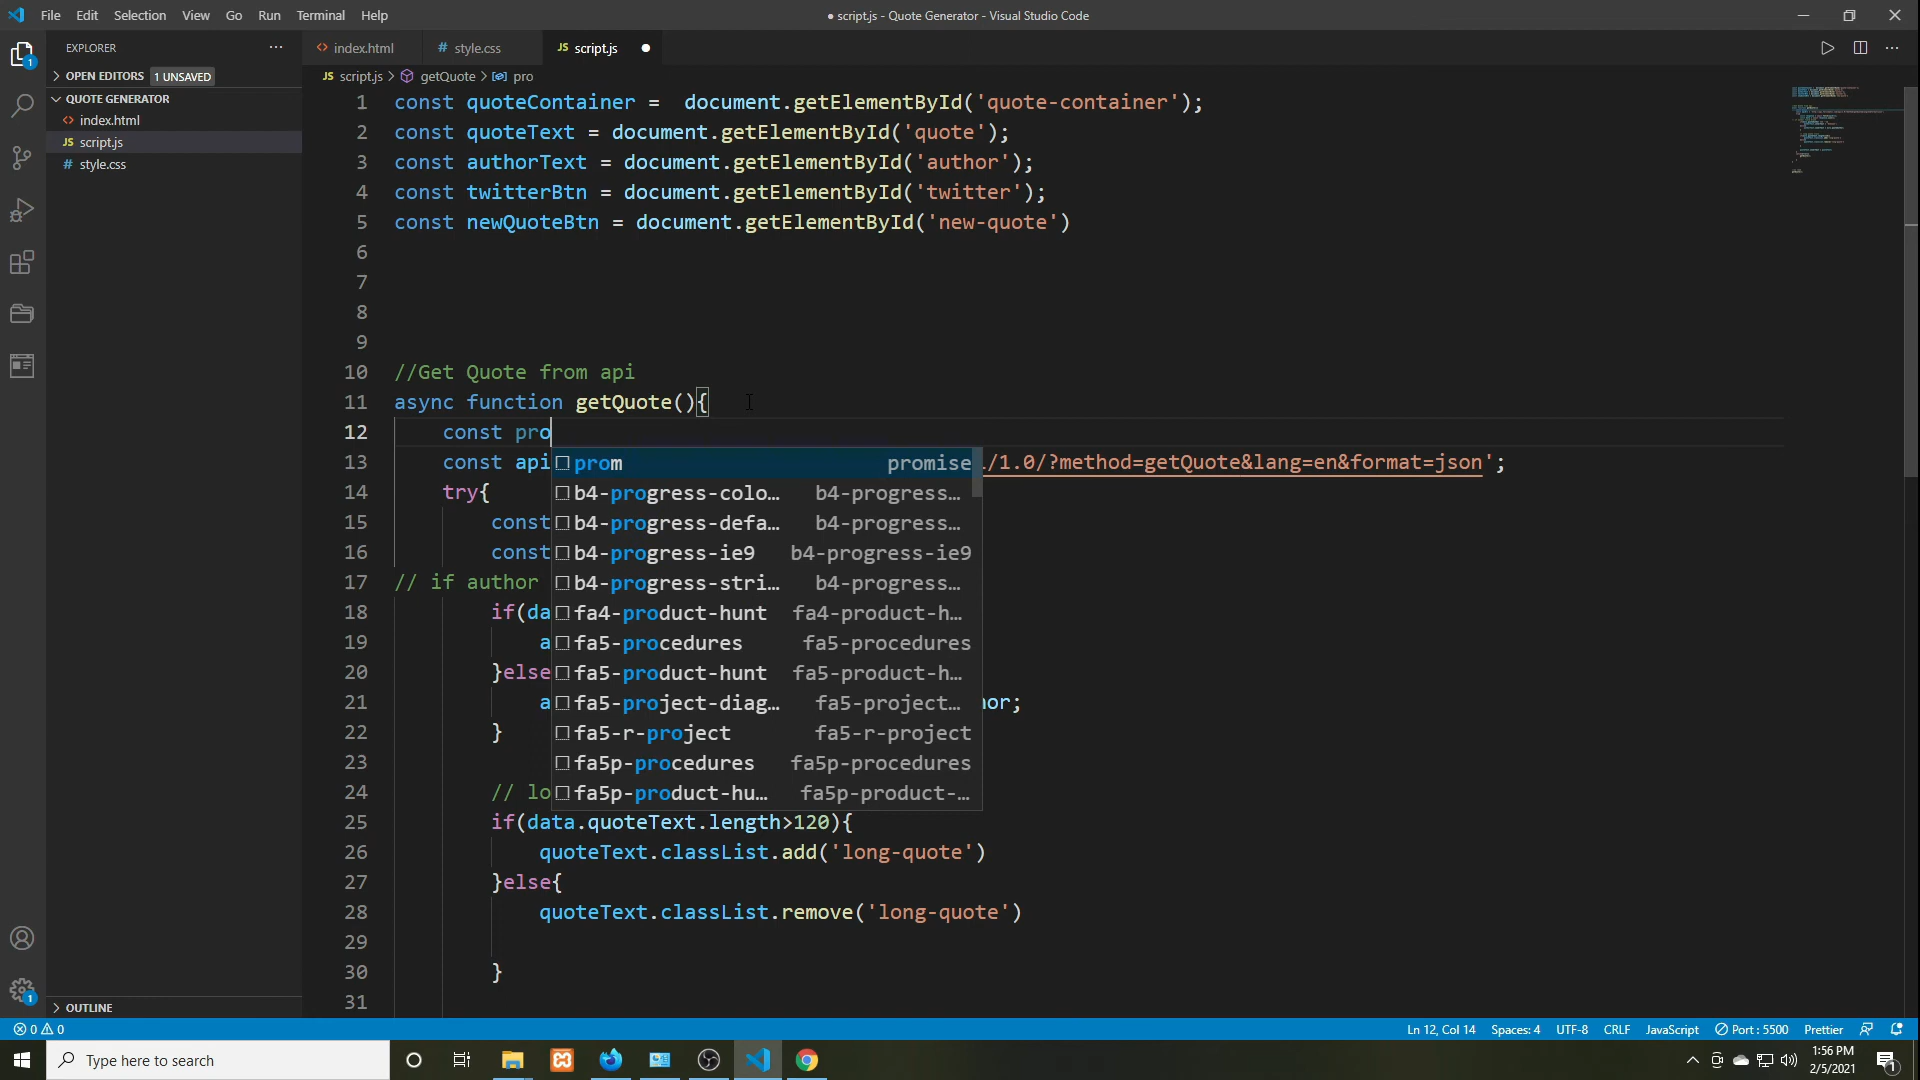 File Edit Selection View Go Run Terminal Help
● script.js - Quote Generator - Visual Studio Code
EXPLORER
index.html
style.css
JS script.js
OPEN EDITORS 1 UNSAVED
QUOTE GENERATOR
index.html
JS script.js
style.css
JS script.js > getQuote > pro
1 const quoteContainer =  document.getElementById('quote-container');
2 const quoteText = document.getElementById('quote');
3 const authorText = document.getElementById('author');
4 const twitterBtn = document.getElementById('twitter');
5 const newQuoteBtn = document.getElementById('new-quote')
6
7
8
9
10 //Get Quote from api
11 async function getQuote(){
12 const pro
13 const api /1.0/?method=getQuote&lang=en&format=json';
14 try{
15 const
16 const
17 // if author
18 if(da
19 a
20 }else
21 a or;
22 }
23
24 // lo
25 if(data.quoteText.length>120){
26 quoteText.classList.add('long-quote')
27 }else{
28 quoteText.classList.remove('long-quote')
29
30 }
31
prom promise
b4-progress-colo… b4-progress…
b4-progress-defa… b4-progress…
b4-progress-ie9 b4-progress-ie9
b4-progress-stri… b4-progress…
fa4-product-hunt fa4-product-h…
fa5-procedures fa5-procedures
fa5-product-hunt fa5-product-h…
fa5-project-diag… fa5-project…
fa5-r-project fa5-r-project
fa5p-procedures fa5p-procedures
fa5p-product-hu… fa5p-product-…
OUTLINE
0 0
Ln 12, Col 14 Spaces: 4 UTF-8 CRLF JavaScript Port : 5500 Prettier
Type here to search
1:56 PM
2/5/2021